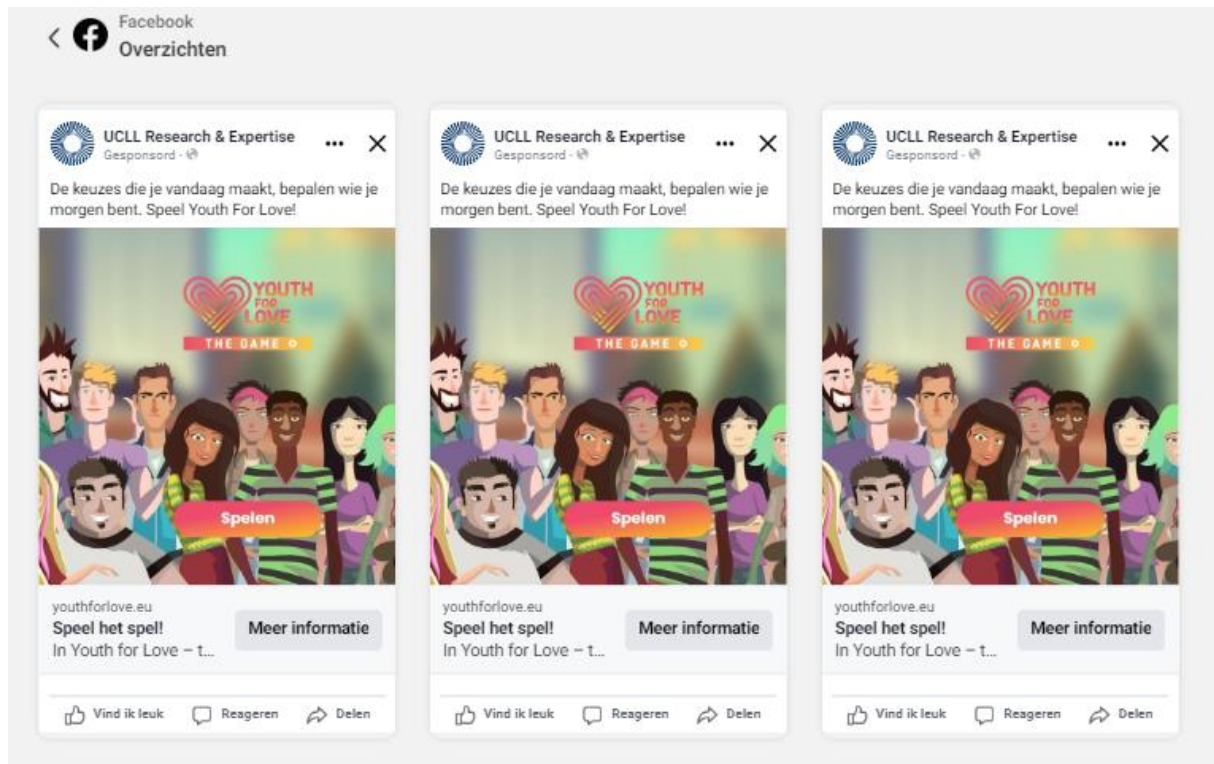 Facebook
Overzichten
UCLL Research & Expertise
Gesponsord ·
De keuzes die je vandaag maakt, bepalen wie je
morgen bent. Speel Youth For Love!
YOUTH
FOR
LOVE
THE GAME
Spelen
youthforlove.eu
Speel het spel!
Meer informatie
In Youth for Love – t...
Vind ik leuk
Reageren
Delen
UCLL Research & Expertise
Gesponsord ·
De keuzes die je vandaag maakt, bepalen wie je
morgen bent. Speel Youth For Love!
YOUTH
FOR
LOVE
THE GAME
Spelen
youthforlove.eu
Speel het spel!
Meer informatie
In Youth for Love – t...
Vind ik leuk
Reageren
Delen
UCLL Research & Expertise
Gesponsord ·
De keuzes die je vandaag maakt, bepalen wie je
morgen bent. Speel Youth For Love!
YOUTH
FOR
LOVE
THE GAME
Spelen
youthforlove.eu
Speel het spel!
Meer informatie
In Youth for Love – t...
Vind ik leuk
Reageren
Delen